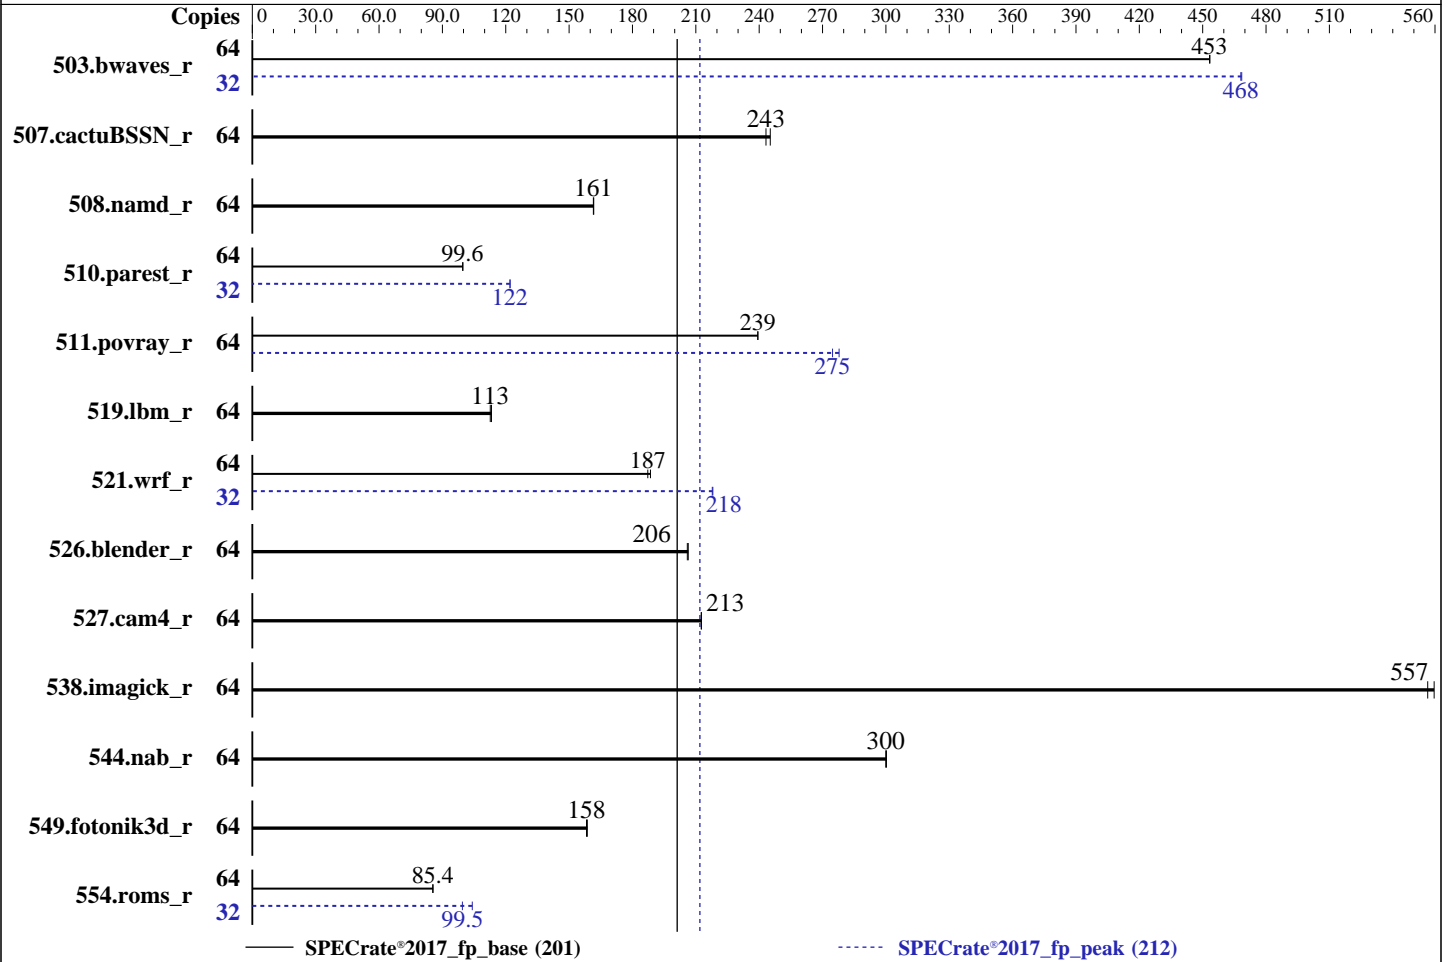 Copies 0 30.0 60.0 90.0 120 150 180 210 240 270 300 330 360 390 420 450 480 510 560
503.bwaves_r 64 453
32 468
507.cactuBSSN_r 64 243
508.namd_r 64 161
510.parest_r 64 99.6
32 122
511.povray_r 64 239
275
519.lbm_r 64 113
521.wrf_r 64 187
32 218
526.blender_r 64 206
527.cam4_r 64 213
538.imagick_r 64 557
544.nab_r 64 300
549.fotonik3d_r 64 158
554.roms_r 64 85.4
32 99.5
SPECrate®2017_fp_base (201) SPECrate®2017_fp_peak (212)